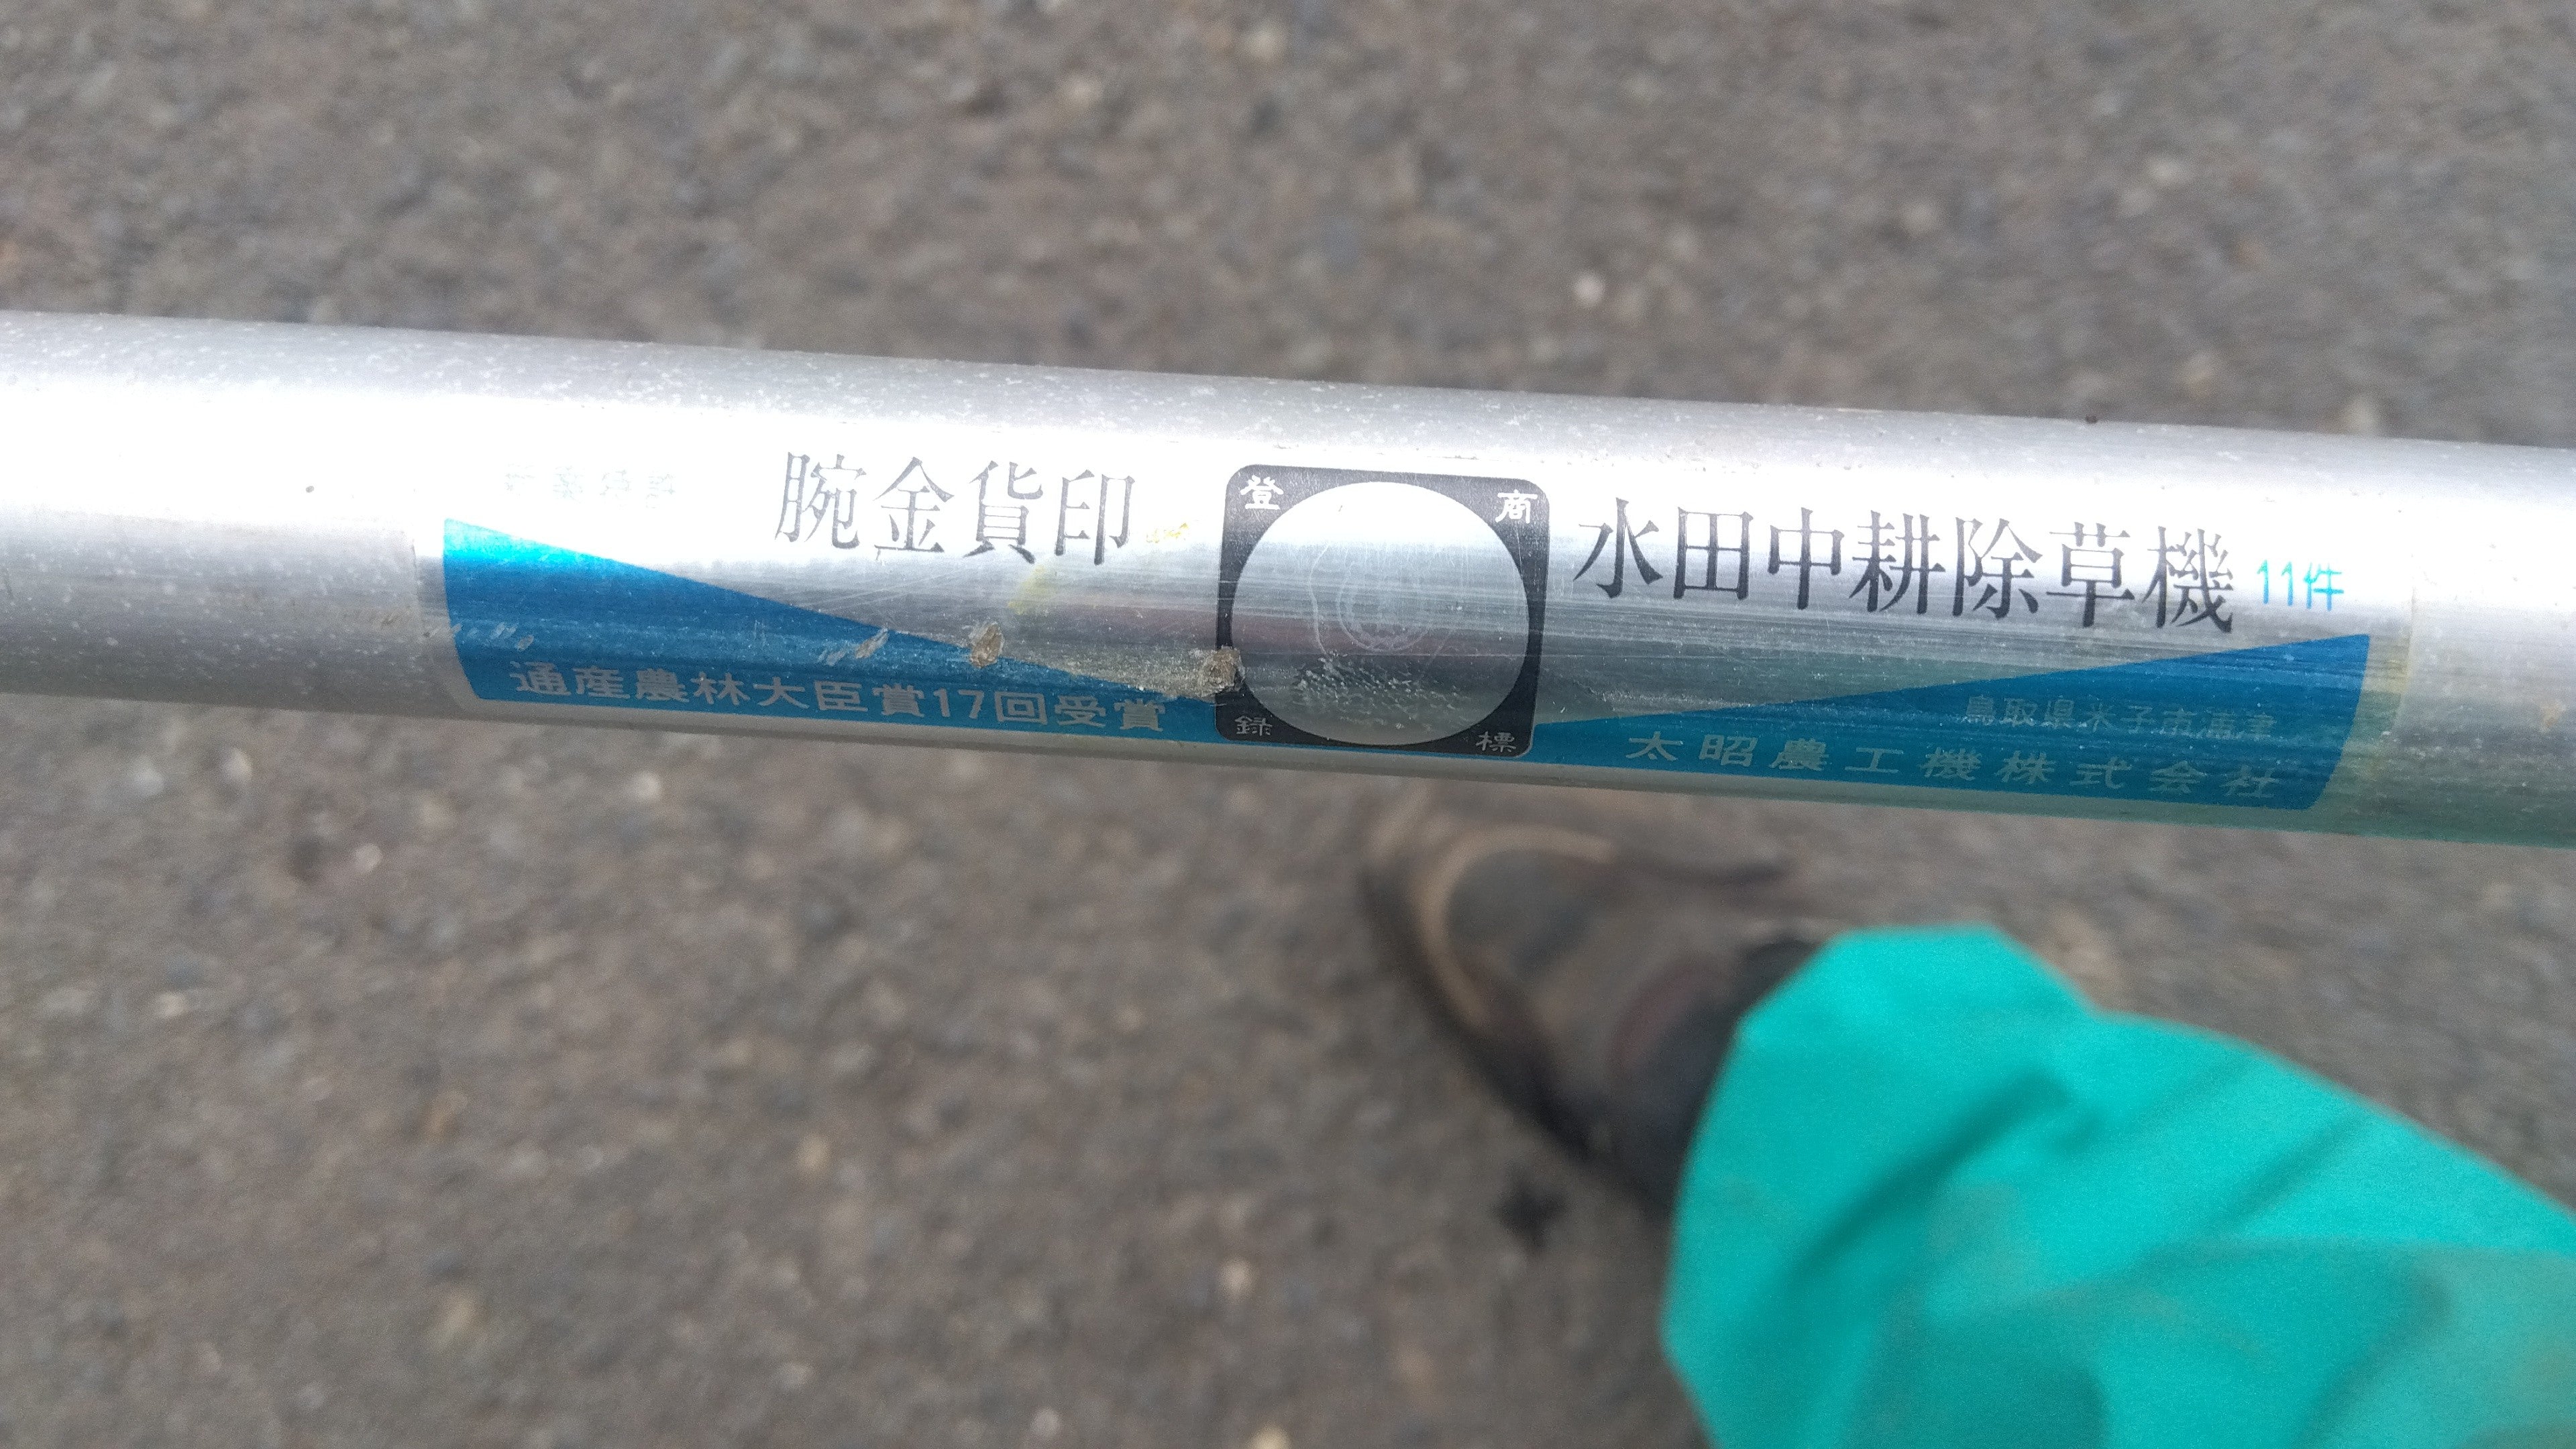 腕金貨印
登商
録標
水田中耕除草機 11件
通産農林大臣賞17回受賞
鳥取県米子市淀津
太昭農工機株式会社